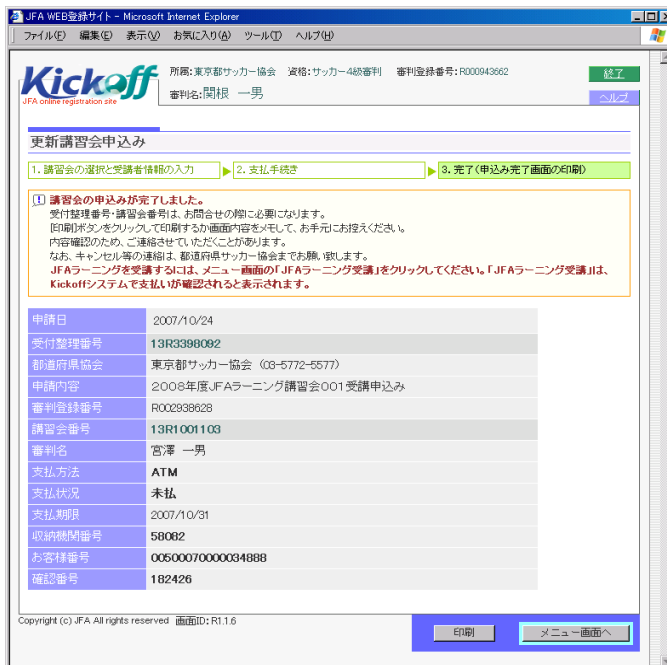 JFA WEB登録サイト - Microsoft Internet Explorer
ファイル(F) 編集(E) 表示(V) お気に入り(A) ツール(T) ヘルプ(H)
Kickoff
JFA online registration site
所属:東京都サッカー協会 資格:サッカー4級審判 審判登録番号:R000943662
審判名:関根 一男
終了
ヘルプ
更新講習会申込み
1. 講習会の選択と受講者情報の入力
2. 支払手続き
3. 完了(申込み完了画面の印刷)
講習会の申込みが完了しました。
受付整理番号・講習会番号は、お問合せの際に必要になります。
[印刷]ボタンをクリックして印刷するか画面内容をメモして、お手元にお控えください。
内容確認のため、ご連絡させていただくことがあります。
なお、キャンセル等の連絡は、都道府県サッカー協会までお願い致します。
JFAラーニングを受講するには、メニュー画面の「JFAラーニング受講」をクリックしてください。「JFAラーニング受講」は、
Kickoffシステムで支払いが確認されると表示されます。
申請日 2007/10/24
受付整理番号 13R3398092
都道府県協会 東京都サッカー協会 (03-5772-5577)
申請内容 2008年度JFAラーニング講習会001受講申込み
審判登録番号 R002938628
講習会番号 13R1001103
審判名 宮澤 一男
支払方法 ATM
支払状況 未払
支払期限 2007/10/31
収納機関番号 58082
お客様番号 00500070000034888
確認番号 182426
Copyright (c) JFA All rights reserved 画面ID: R1.1.6
印刷
メニュー画面へ